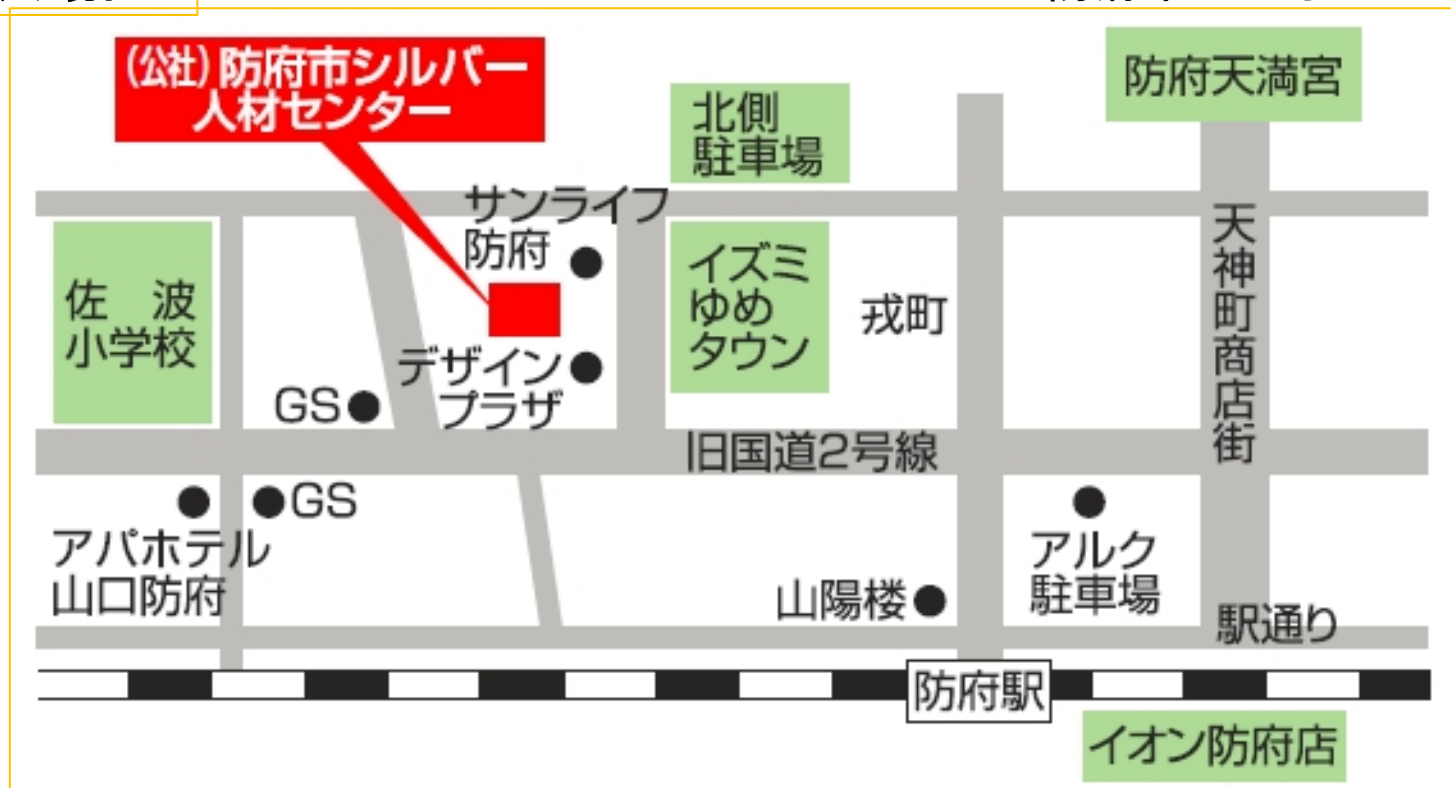 (公社)防府市シルバー
人材センター
防府天満宮
北側
駐車場
サンライフ
防府
佐　波
小学校
イズミ
ゆめ
タウン
戎町
天神町商店街
デザイン
プラザ
GS
旧国道2号線
GS
アパホテル
山口防府
アルク
駐車場
山陽楼
駅通り
防府駅
イオン防府店